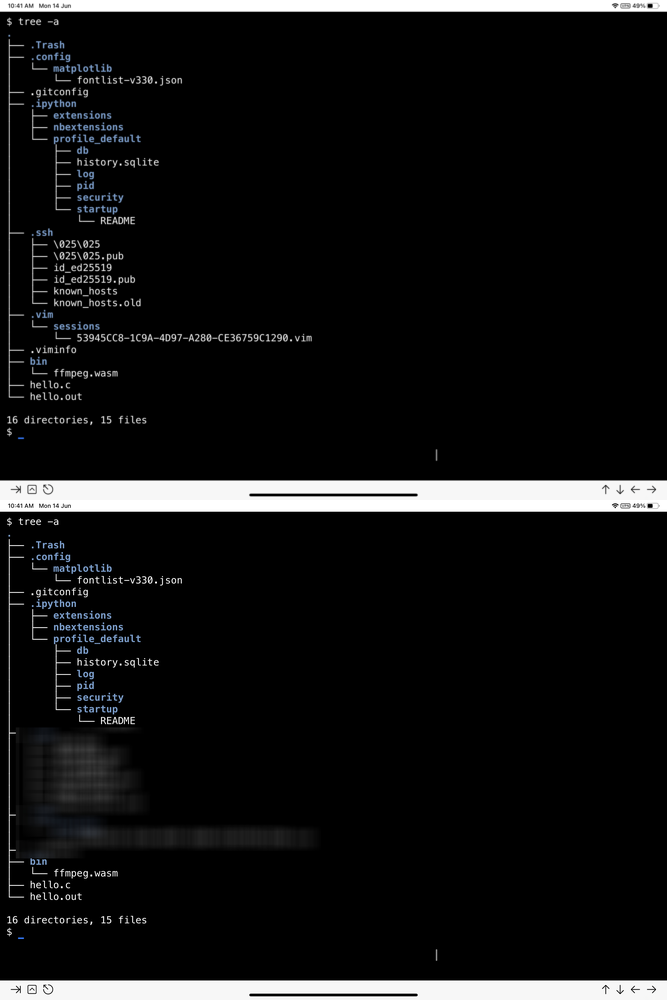 10:41 AM Mon 14 Jun VPN 49%
$ tree -a
.
├── .Trash
├── .config
│   └── matplotlib
│       └── fontlist-v330.json
├── .gitconfig
├── .ipython
│   ├── extensions
│   ├── nbextensions
│   └── profile_default
│       ├── db
│       ├── history.sqlite
│       ├── log
│       ├── pid
│       ├── security
│       └── startup
│           └── README
├── .ssh
│   ├── \025\025
│   ├── \025\025.pub
│   ├── id_ed25519
│   ├── id_ed25519.pub
│   ├── known_hosts
│   └── known_hosts.old
├── .vim
│   └── sessions
│       └── 53945CC8-1C9A-4D97-A280-CE36759C1290.vim
├── .viminfo
├── bin
│   └── ffmpeg.wasm
├── hello.c
└── hello.out
16 directories, 15 files
$ _
10:41 AM Mon 14 Jun VPN 49%
$ tree -a
.
├── .Trash
├── .config
│   └── matplotlib
│       └── fontlist-v330.json
├── .gitconfig
├── .ipython
│   ├── extensions
│   ├── nbextensions
│   └── profile_default
│       ├── db
│       ├── history.sqlite
│       ├── log
│       ├── pid
│       ├── security
│       └── startup
│           └── README
├── bin
│   └── ffmpeg.wasm
├── hello.c
└── hello.out
16 directories, 15 files
$ _